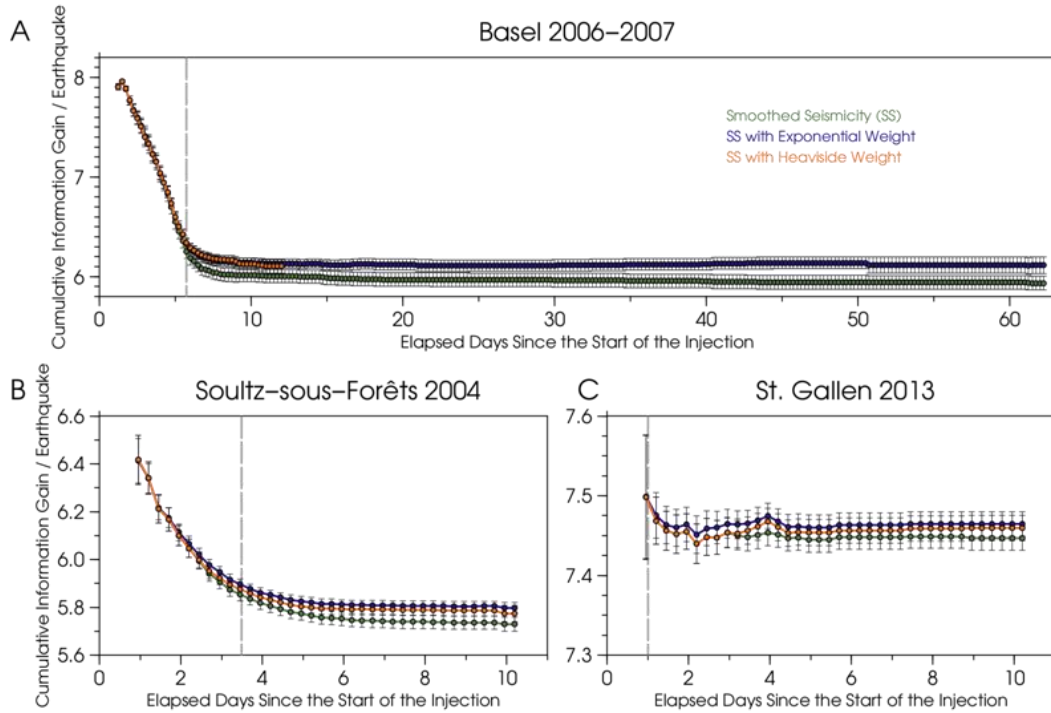 A
Basel 2006–2007
Cumulative Information Gain / Earthquake
8
7
6
Smoothed Seismicity (SS)
SS with Exponential Weight
SS with Heaviside Weight
0 10 20 30 40 50 60
Elapsed Days Since the Start of the Injection
B
Soultz–sous–Forêts 2004
Cumulative Information Gain / Earthquake
6.6
6.4
6.2
6.0
5.8
5.6
0 2 4 6 8 10
Elapsed Days Since the Start of the Injection
C
St. Gallen 2013
7.6
7.5
7.4
7.3
0 2 4 6 8 10
Elapsed Days Since the Start of the Injection